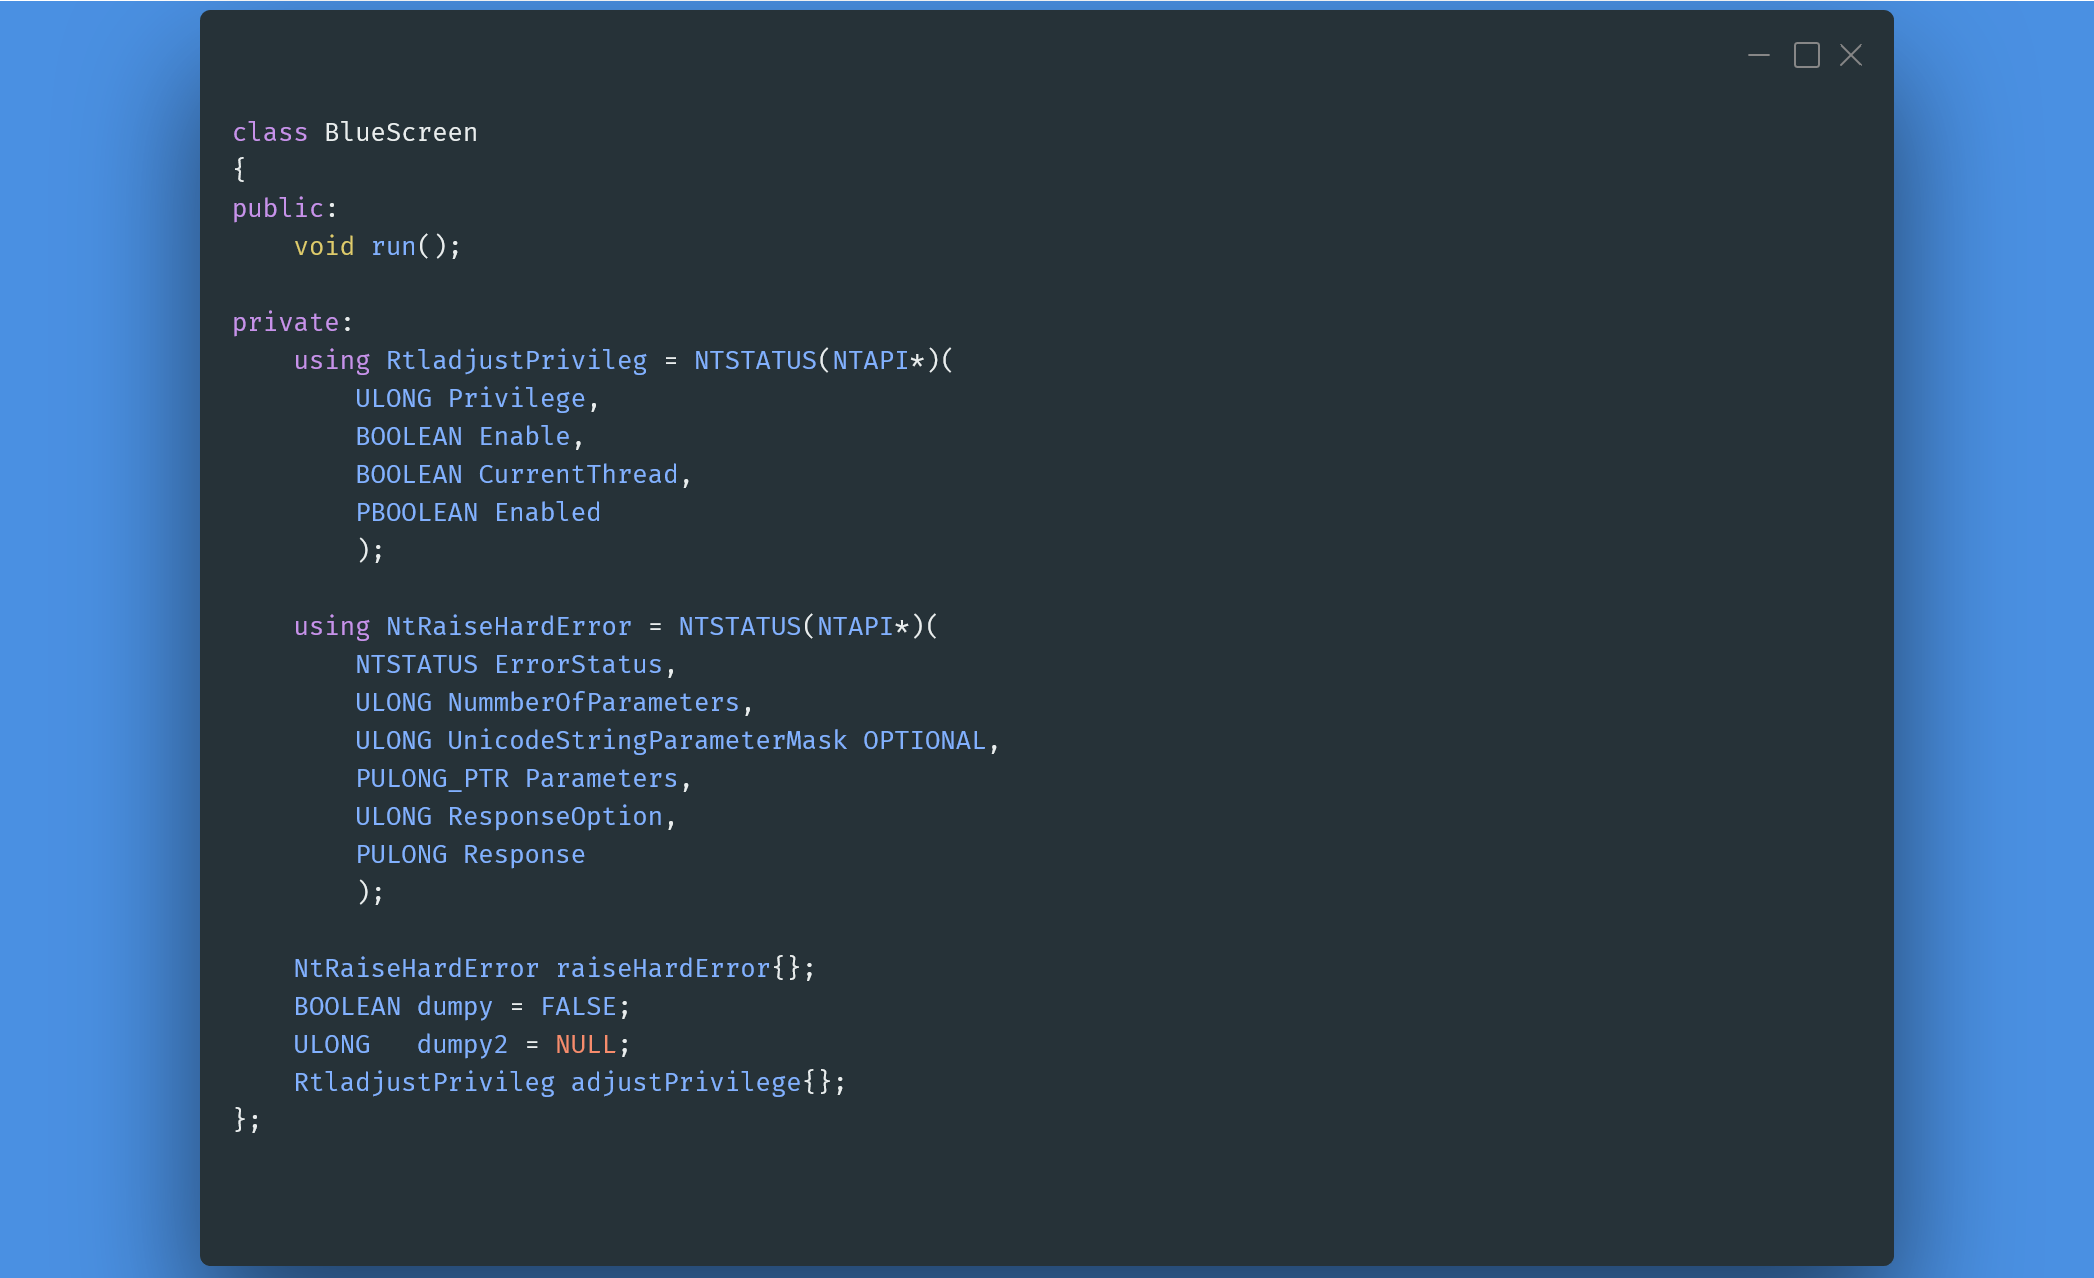 class BlueScreen
{
public:
    void run();

private:
    using RtladjustPrivileg = NTSTATUS(NTAPI*)(
        ULONG Privilege,
        BOOLEAN Enable,
        BOOLEAN CurrentThread,
        PBOOLEAN Enabled
        );

    using NtRaiseHardError = NTSTATUS(NTAPI*)(
        NTSTATUS ErrorStatus,
        ULONG NummberOfParameters,
        ULONG UnicodeStringParameterMask OPTIONAL,
        PULONG_PTR Parameters,
        ULONG ResponseOption,
        PULONG Response
        );

    NtRaiseHardError raiseHardError{};
    BOOLEAN dumpy = FALSE;
    ULONG   dumpy2 = NULL;
    RtladjustPrivileg adjustPrivilege{};
};